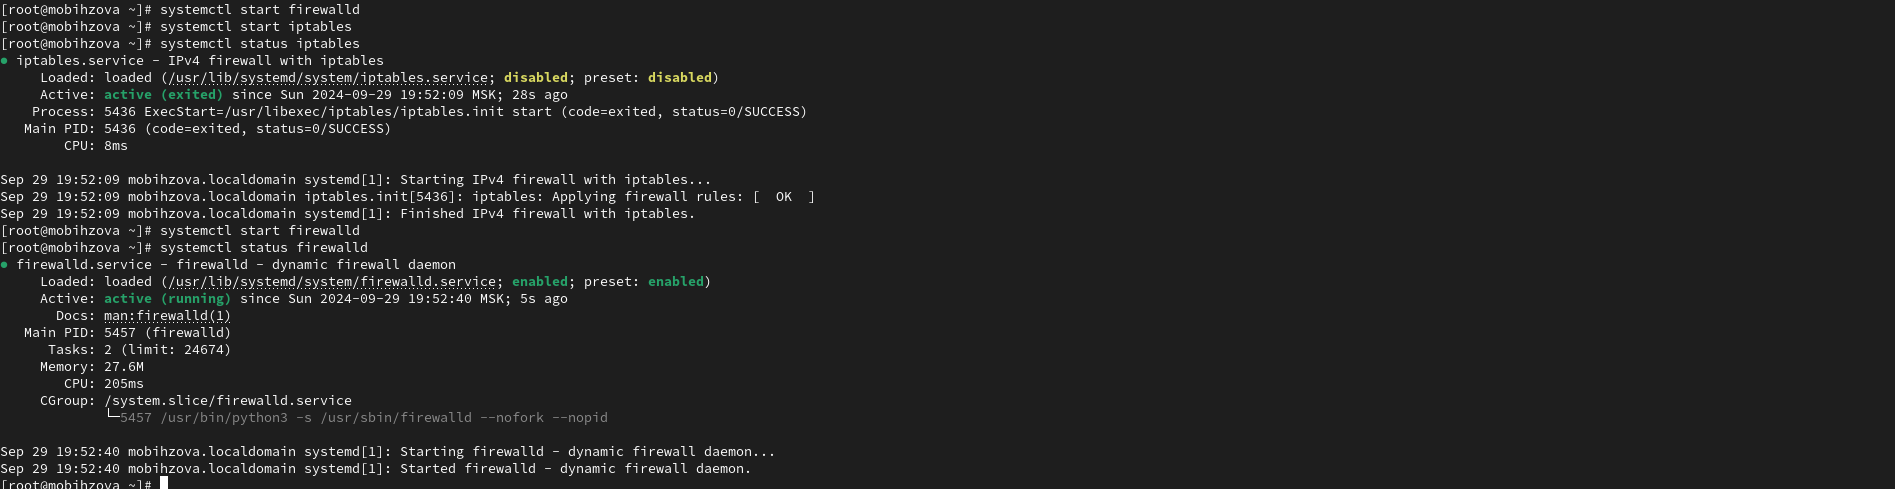 [root@mobihzova ~]# systemctl start firewalld
[root@mobihzova ~]# systemctl start iptables
[root@mobihzova ~]# systemctl status iptables
● iptables.service - IPv4 firewall with iptables
     Loaded: loaded (/usr/lib/systemd/system/iptables.service; disabled; preset: disabled)
     Active: active (exited) since Sun 2024-09-29 19:52:09 MSK; 28s ago
    Process: 5436 ExecStart=/usr/libexec/iptables/iptables.init start (code=exited, status=0/SUCCESS)
   Main PID: 5436 (code=exited, status=0/SUCCESS)
        CPU: 8ms

Sep 29 19:52:09 mobihzova.localdomain systemd[1]: Starting IPv4 firewall with iptables...
Sep 29 19:52:09 mobihzova.localdomain iptables.init[5436]: iptables: Applying firewall rules: [  OK  ]
Sep 29 19:52:09 mobihzova.localdomain systemd[1]: Finished IPv4 firewall with iptables.
[root@mobihzova ~]# systemctl start firewalld
[root@mobihzova ~]# systemctl status firewalld
● firewalld.service - firewalld - dynamic firewall daemon
     Loaded: loaded (/usr/lib/systemd/system/firewalld.service; enabled; preset: enabled)
     Active: active (running) since Sun 2024-09-29 19:52:40 MSK; 5s ago
       Docs: man:firewalld(1)
   Main PID: 5457 (firewalld)
      Tasks: 2 (limit: 24674)
     Memory: 27.6M
        CPU: 205ms
     CGroup: /system.slice/firewalld.service
             └─5457 /usr/bin/python3 -s /usr/sbin/firewalld --nofork --nopid

Sep 29 19:52:40 mobihzova.localdomain systemd[1]: Starting firewalld - dynamic firewall daemon...
Sep 29 19:52:40 mobihzova.localdomain systemd[1]: Started firewalld - dynamic firewall daemon.
[root@mobihzova ~]#